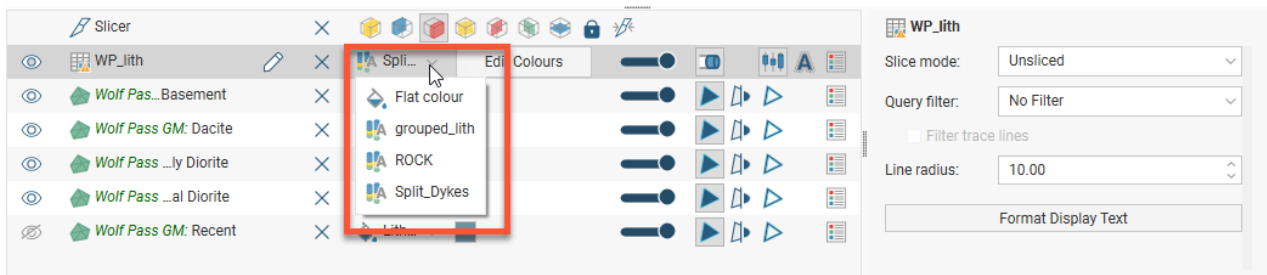 Slicer
WP_lith
Spli... Edit Colours
Wolf Pas...Basement
Flat colour
Wolf Pass GM: Dacite
grouped_lith
Wolf Pass ...ly Diorite
ROCK
Wolf Pass ...al Diorite
Split_Dykes
Wolf Pass GM: Recent
WP_lith
Slice mode: Unsliced
Query filter: No Filter
Filter trace lines
Line radius: 10.00
Format Display Text